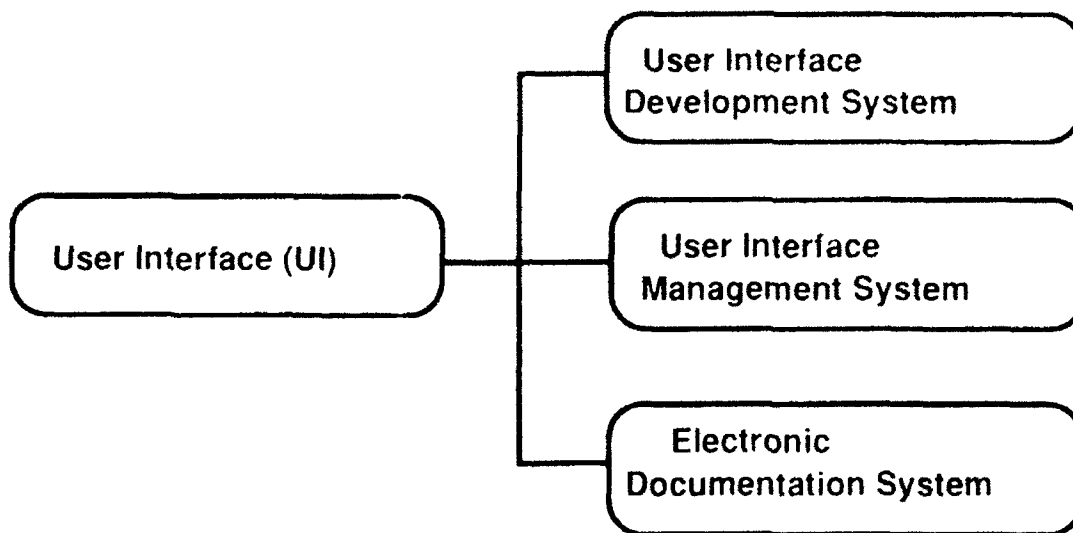 User Interface (UI)
User Interface
Development System
User Interface
Management System
Electronic
Documentation System